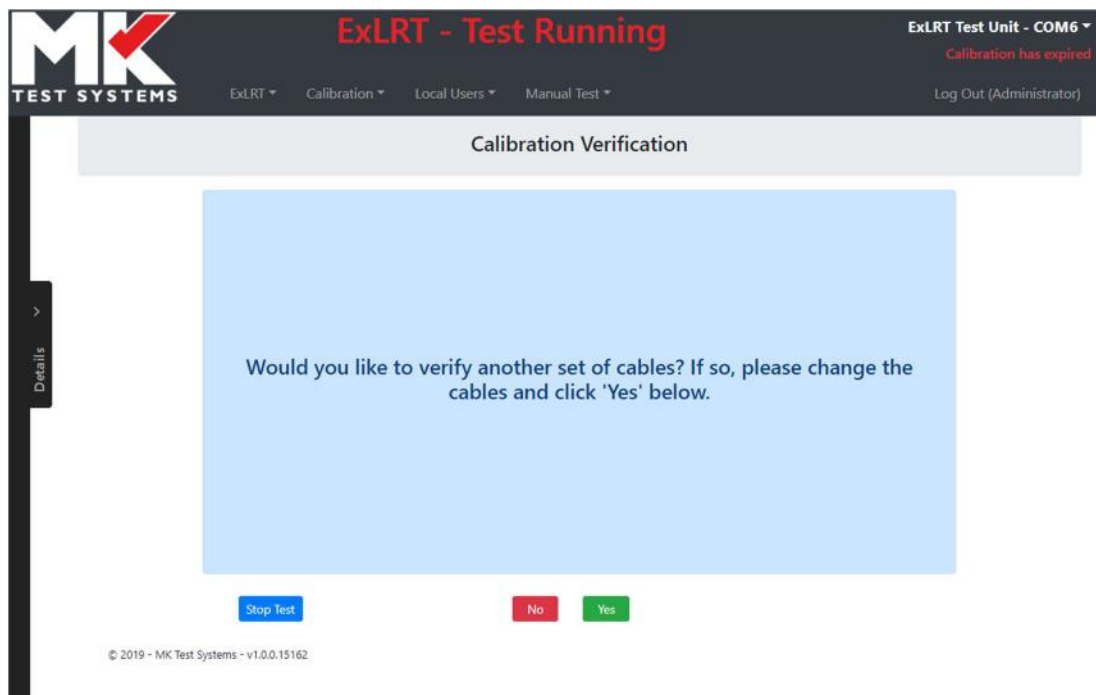 MK
TEST SYSTEMS
ExLRT - Test Running
ExLRT Test Unit - COM6
Calibration has expired
ExLRT
Calibration
Local Users
Manual Test
Log Out (Administrator)
Calibration Verification
Details
Would you like to verify another set of cables? If so, please change the
cables and click 'Yes' below.
Stop Test
No
Yes
© 2019 - MK Test Systems - v1.0.0.15162